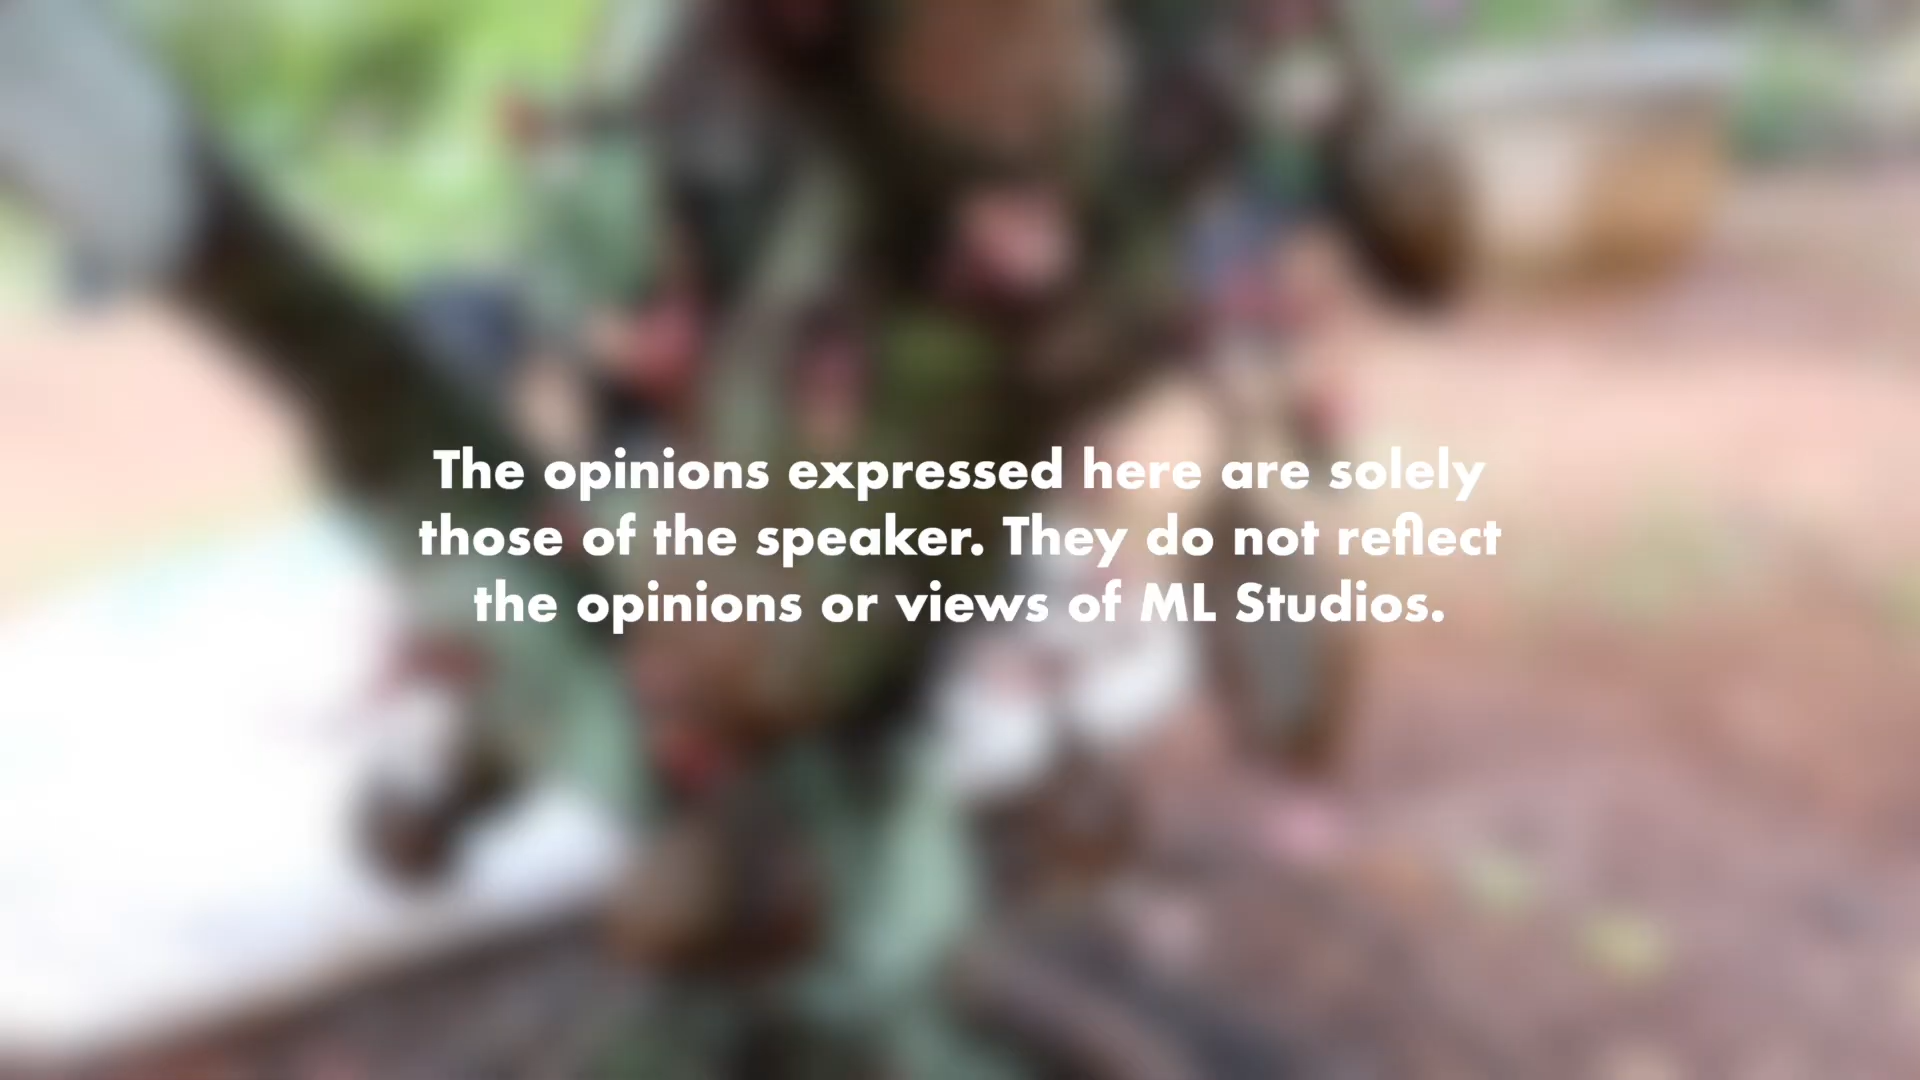 The opinions expressed here are solely
those of the speaker. They do not reflect
the opinions or views of ML Studios.